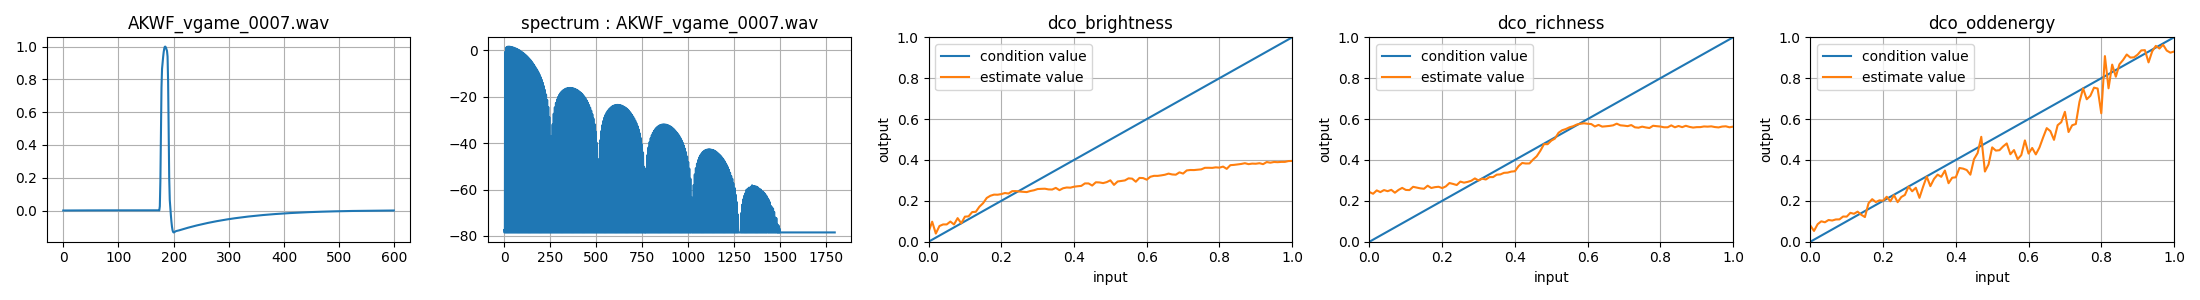 AKWF_vgame_0007.wav
1.0
0.8
0.6
0.4
0.2
0.0
0 100 200 300 400 500 600
spectrum : AKWF_vgame_0007.wav
0
−20
−40
−60
−80
0 250 500 750 1000 1250 1500 1750
dco_brightness
condition value
estimate value
output
1.0
0.8
0.6
0.4
0.2
0.0
0.0 0.2 0.4 0.6 0.8 1.0
input
dco_richness
condition value
estimate value
output
1.0
0.8
0.6
0.4
0.2
0.0
0.0 0.2 0.4 0.6 0.8 1.0
input
dco_oddenergy
condition value
estimate value
output
1.0
0.8
0.6
0.4
0.2
0.0
0.0 0.2 0.4 0.6 0.8 1.0
input